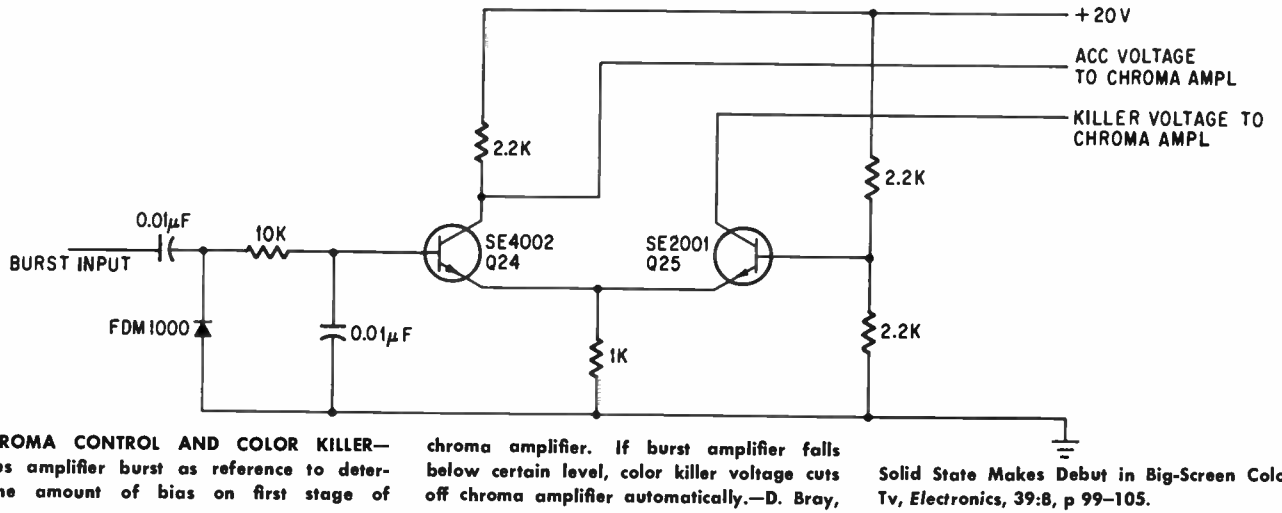 +20V
ACC VOLTAGE
TO CHROMA AMPL
KILLER VOLTAGE TO
CHROMA AMPL
2.2K
2.2K
0.01μF
10K
SE4002
Q24
SE2001
Q25
BURST INPUT
FDM1000
0.01μF
1K
2.2K
ROMA CONTROL AND COLOR KILLER—
es amplifier burst as reference to deter-
ne amount of bias on first stage of
chroma amplifier. If burst amplifier falls
below certain level, color killer voltage cuts
off chroma amplifier automatically.—D. Bray,
Solid State Makes Debut in Big-Screen Colo
Tv, Electronics, 39:8, p 99–105.